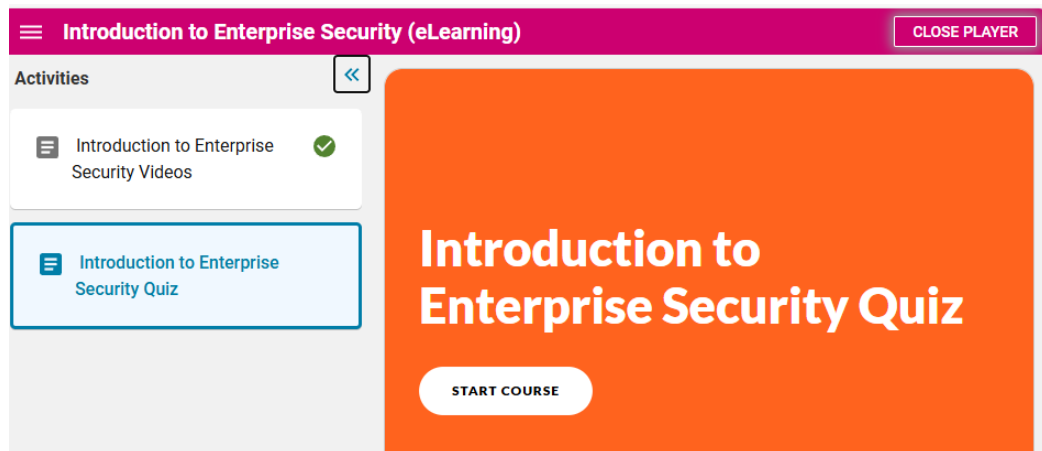 Introduction to Enterprise Security (eLearning)
CLOSE PLAYER
Activities
Introduction to Enterprise
Security Videos
Introduction to Enterprise
Security Quiz
Introduction to
Enterprise Security Quiz
START COURSE